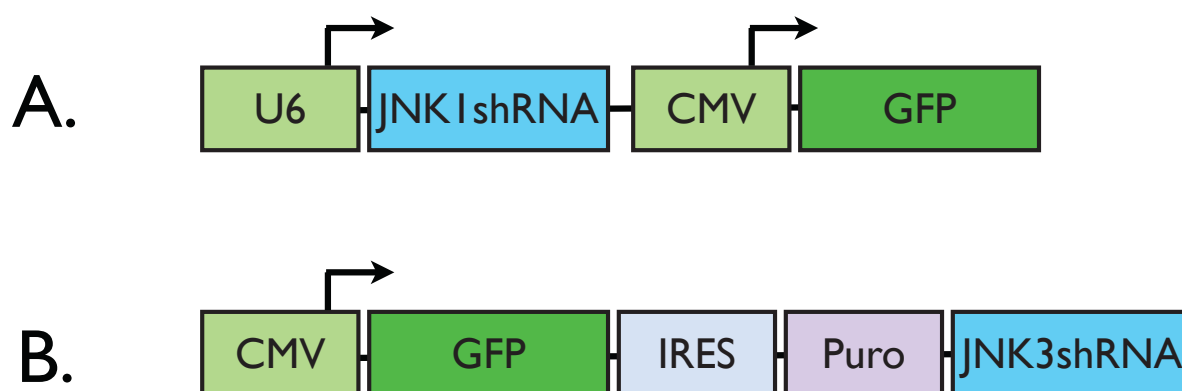 A. U6 JNK1shRNA CMV GFP
B. CMV GFP IRES Puro JNK3shRNA